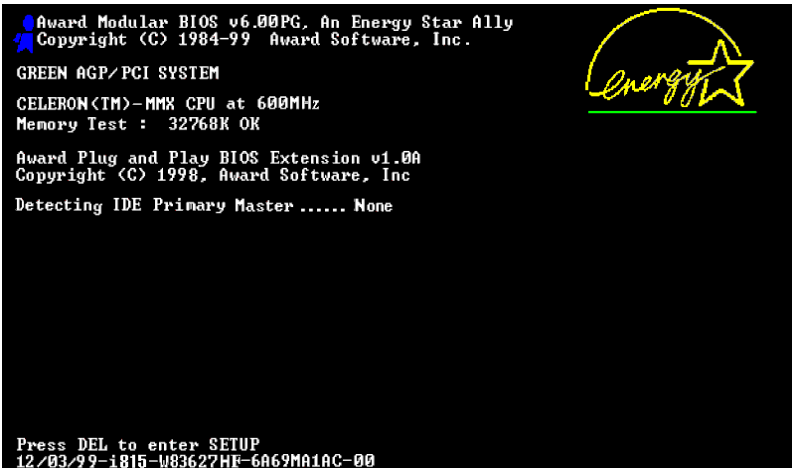 Award Modular BIOS v6.00PG, An Energy Star Ally
Copyright (C) 1984-99 Award Software, Inc.
energy
GREEN AGP/PCI SYSTEM
CELERON(TM)-MMX CPU at 600MHz
Memory Test : 32768K OK
Award Plug and Play BIOS Extension v1.0A
Copyright (C) 1998, Award Software, Inc
Detecting IDE Primary Master ...... None
Press DEL to enter SETUP
12/03/99-i815-W83627HF-6A69MA1AC-00